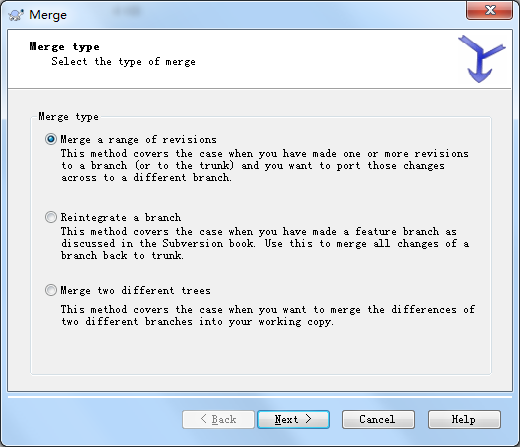 Merge
Merge type
Select the type of merge
Merge type
Merge a range of revisions
This method covers the case when you have made one or more revisions
to a branch (or to the trunk) and you want to port those changes
across to a different branch.
Reintegrate a branch
This method covers the case when you have made a feature branch as
discussed in the Subversion book. Use this to merge all changes of a
branch back to trunk.
Merge two different trees
This method covers the case when you want to merge the differences of
two different branches into your working copy.
< Back Next > Cancel Help